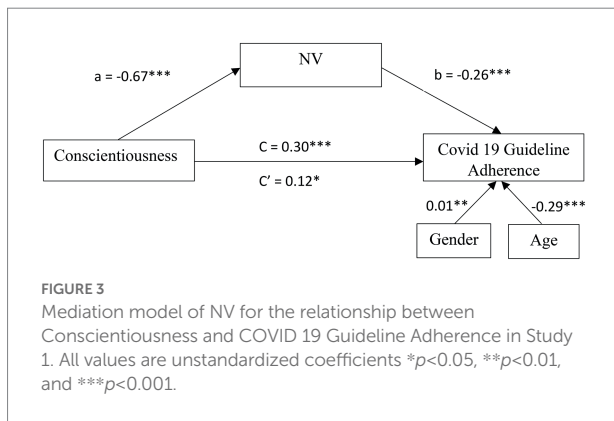 NV
a = -0.67***
b = -0.26***
Conscientiousness
C = 0.30***
C’ = 0.12*
Covid 19 Guideline
Adherence
0.01**
-0.29***
Gender
Age
FIGURE 3
Mediation model of NV for the relationship between
Conscientiousness and COVID 19 Guideline Adherence in Study
1. All values are unstandardized coefficients *p<0.05, **p<0.01,
and ***p<0.001.